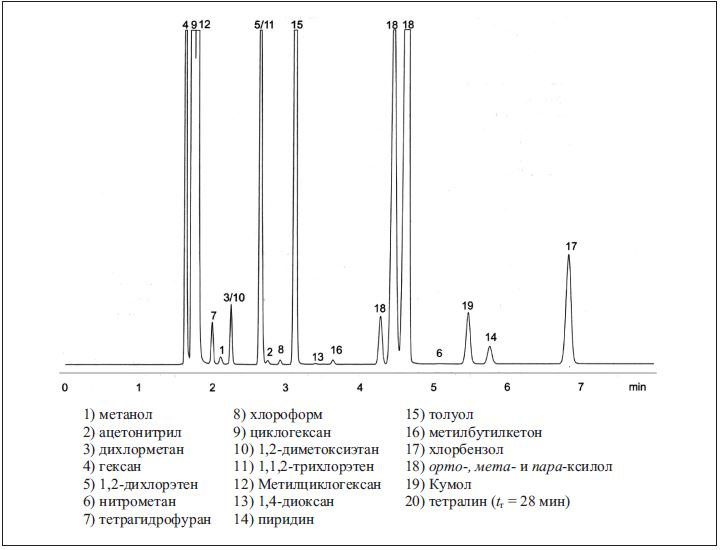 4 9 12 5/11 15 18 18
17
3/10
7
18
19
14
1
2 8
13
16
6
0 1 2 3 4 5 6 7 min
1) метанол
2) ацетонитрил
3) дихлорметан
4) гексан
5) 1,2-дихлорэтен
6) нитрометан
7) тетрагидрофуран
8) хлороформ
9) циклогексан
10) 1,2-диметоксиэтан
11) 1,1,2-трихлорэтен
12) Метилциклогексан
13) 1,4-диоксан
14) пиридин
15) толуол
16) метилбутилкетон
17) хлорбензол
18) орто-, мета- и пара-ксилол
19) Кумол
20) тетралин (tr = 28 мин)